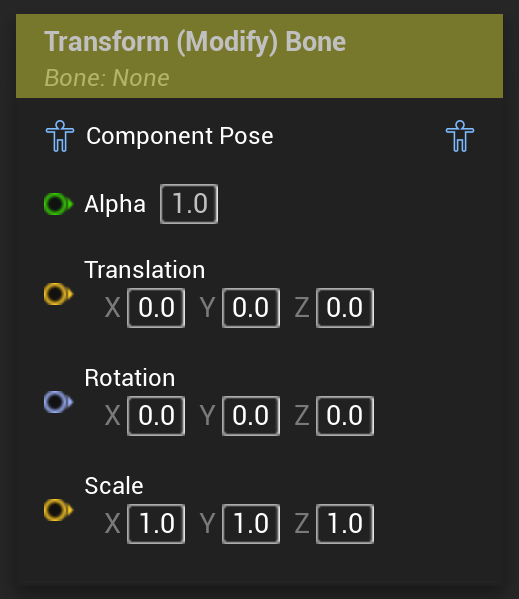 Transform (Modify) Bone
Bone: None
Component Pose
Alpha 1.0
Translation
X 0.0 Y 0.0 Z 0.0
Rotation
X 0.0 Y 0.0 Z 0.0
Scale
X 1.0 Y 1.0 Z 1.0